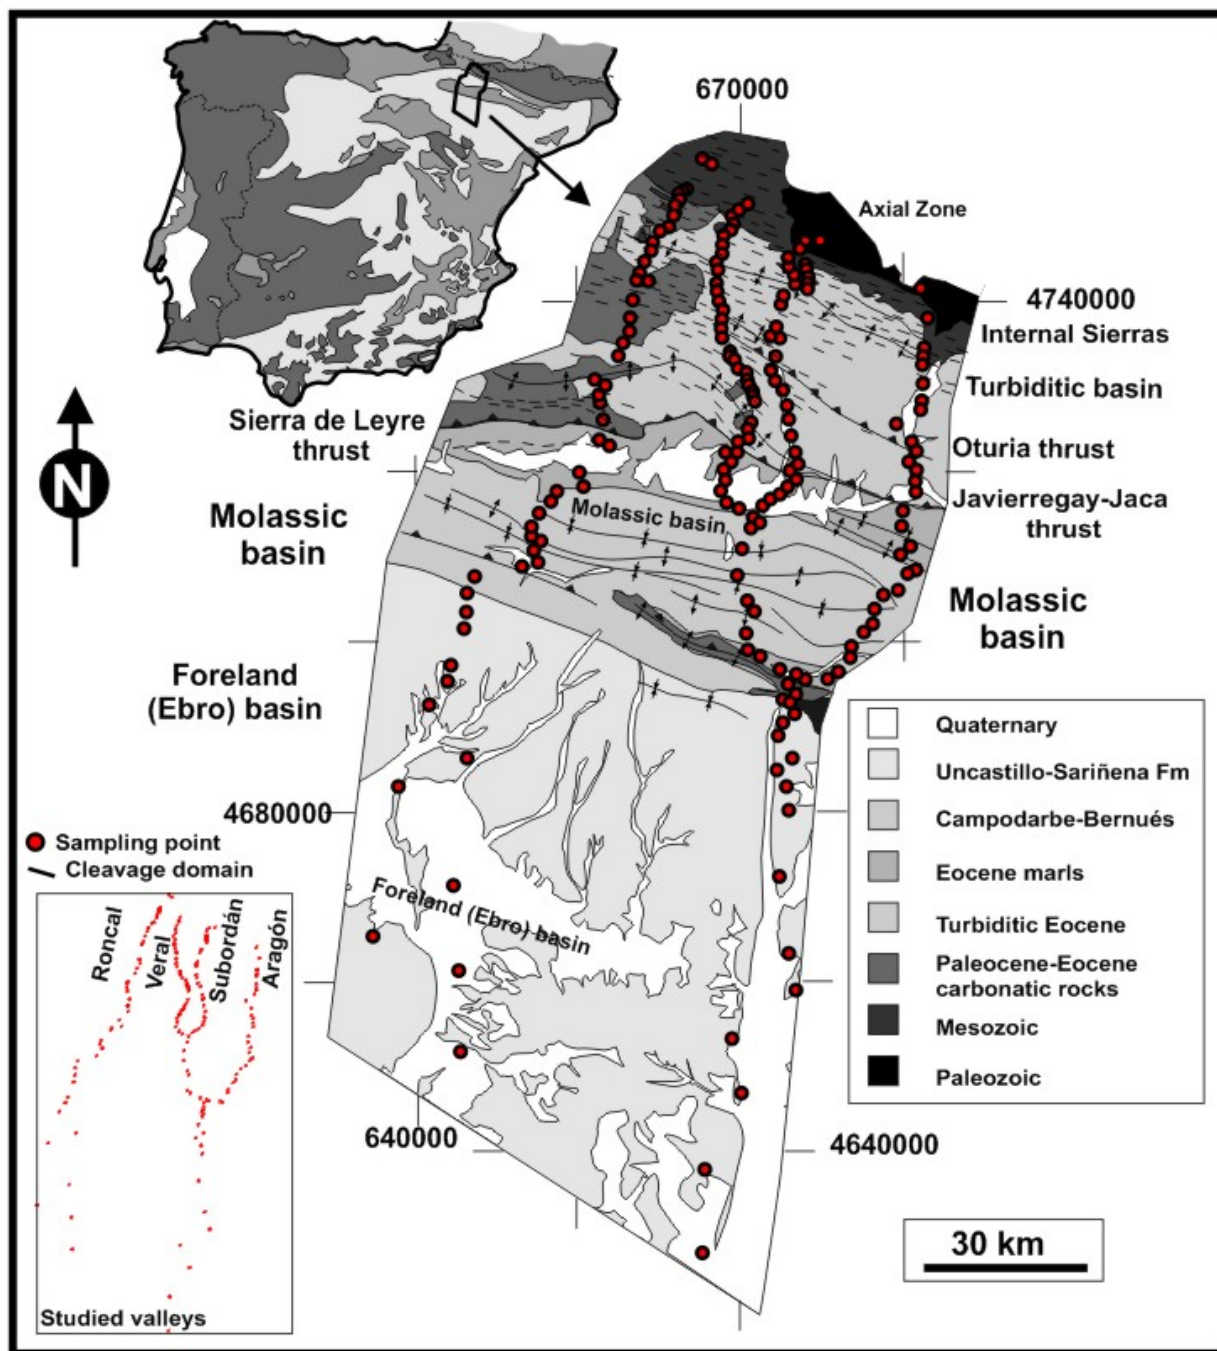 670000
Axial Zone
4740000
Internal Sierras
Turbiditic basin
Sierra de Leyre
thrust
Oturia thrust
N
Javierregay-Jaca
thrust
Molassic
basin
Molassic basin
Molassic
basin
Foreland
(Ebro) basin
Quaternary
Uncastillo-Sariñena Fm
Campodarbe-Bernués
Eocene marls
Turbiditic Eocene
Paleocene-Eocene
carbonatic rocks
Mesozoic
Paleozoic
4680000
Sampling point
Cleavage domain
Foreland (Ebro) basin
Roncal
Veral
Subordán
Aragón
Studied valleys
640000
4640000
30 km